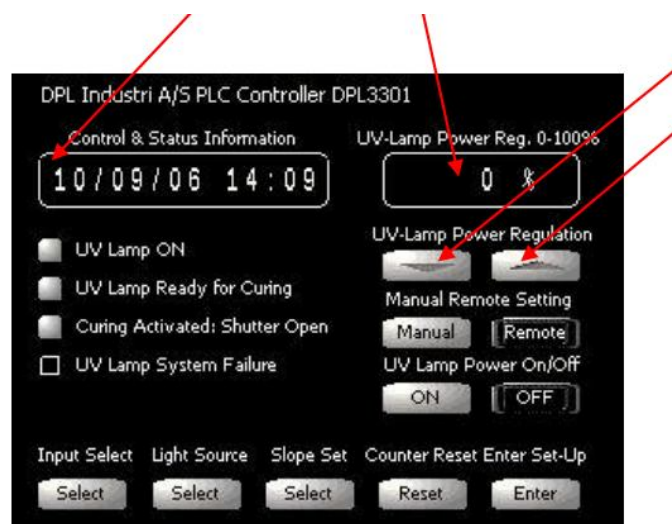 DPL Industri A/S PLC Controller DPL3301
Control & Status Information
UV-Lamp Power Reg. 0-100%
10/09/06 14:09
0 %
UV-Lamp Power Regulation
UV Lamp ON
UV Lamp Ready for Curing
Manual Remote Setting
Curing Activated: Shutter Open
Manual
Remote
UV Lamp System Failure
UV Lamp Power On/Off
ON
OFF
Input Select
Light Source
Slope Set
Counter Reset
Enter Set-Up
Select
Select
Select
Reset
Enter